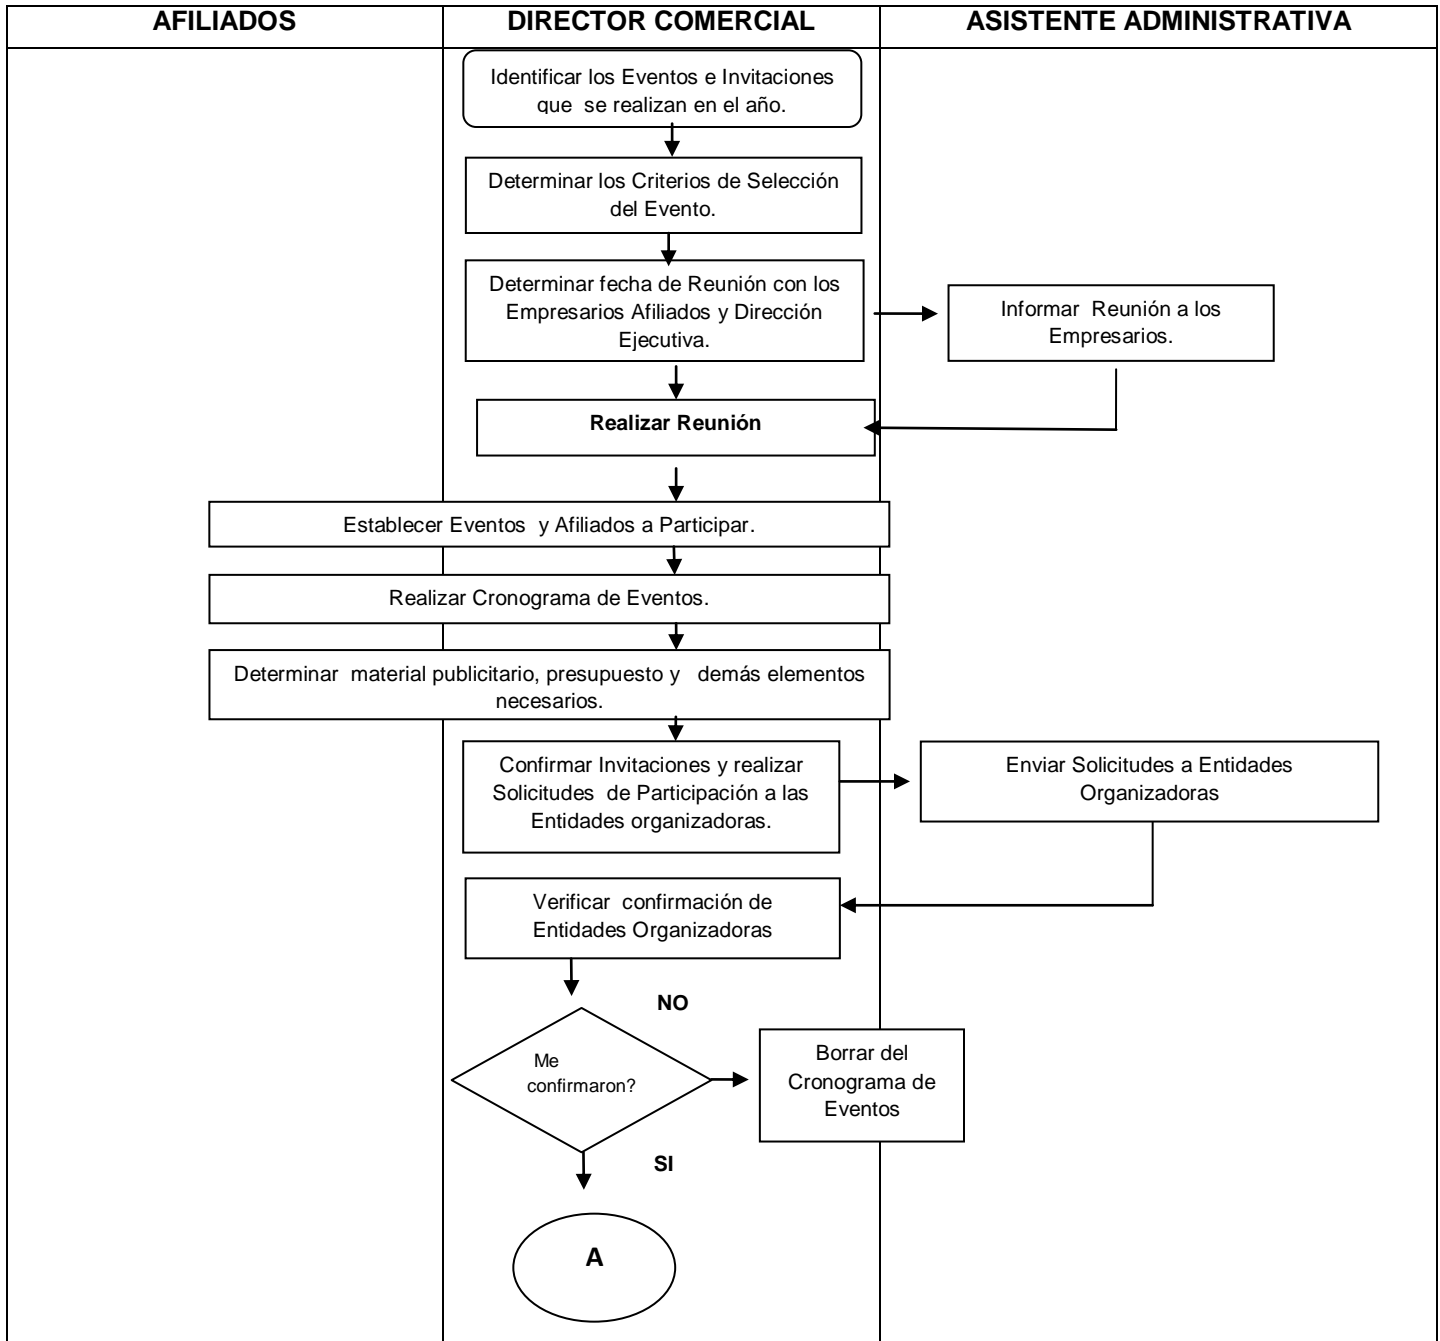 AFILIADOS
DIRECTOR COMERCIAL
ASISTENTE ADMINISTRATIVA
Identificar los Eventos e Invitaciones
que se realizan en el año.
Determinar los Criterios de Selección
del Evento.
Determinar fecha de Reunión con los
Empresarios Afiliados y Dirección
Ejecutiva.
Informar Reunión a los
Empresarios.
Realizar Reunión
Establecer Eventos y Afiliados a Participar.
Realizar Cronograma de Eventos.
Determinar material publicitario, presupuesto y demás elementos
necesarios.
Confirmar Invitaciones y realizar
Solicitudes de Participación a las
Entidades organizadoras.
Enviar Solicitudes a Entidades
Organizadoras
Verificar confirmación de
Entidades Organizadoras
NO
Me
confirmaron?
Borrar del
Cronograma de
Eventos
SI
A